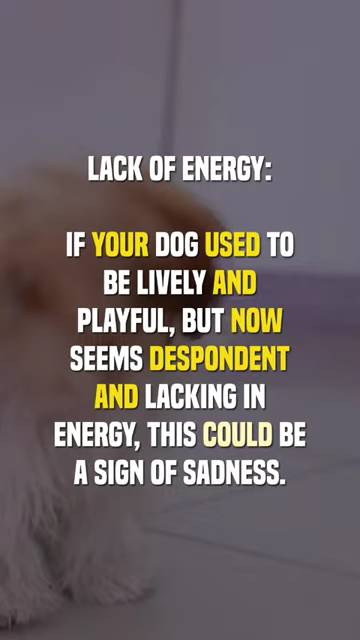 LACK OF ENERGY:
IF YOUR DOG USED TO
BE LIVELY AND
PLAYFUL, BUT NOW
SEEMS DESPONDENT
AND LACKING IN
ENERGY, THIS COULD BE
A SIGN OF SADNESS.